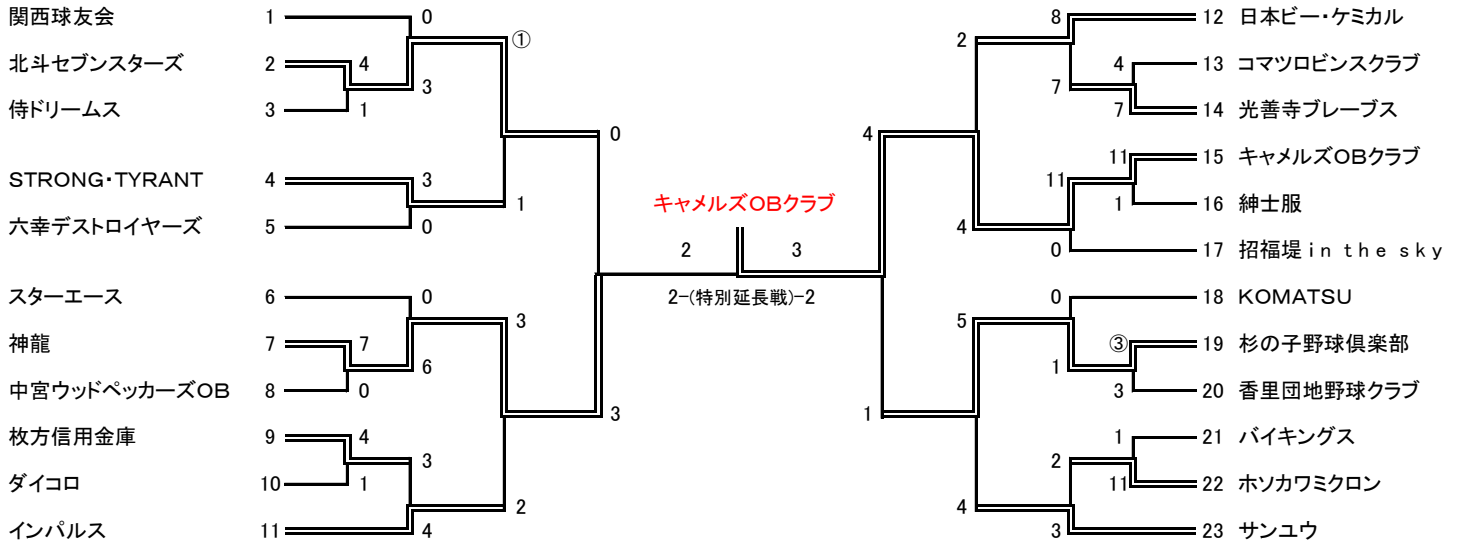 関西球友会 1 0
北斗セブンスターズ 2 4
侍ドリームス 3 1
3
①
STRONG・TYRANT 4 3
六幸デストロイヤーズ 5 0
1
0
スターエース 6 0
神龍 7 7
中宮ウッドペッカーズOB 8 0
6
3
枚方信用金庫 9 4
ダイコロ 10 1
インパルス 11 4
3
2
3
キャメルズOBクラブ
2 3
2-(特別延長戦)-2
8 12 日本ビー・ケミカル
4 13 コマツロビンスクラブ
7 14 光善寺ブレーブス
7
2
11 15 キャメルズOBクラブ
1 16 紳士服
0 17 招福堤in the sky
11
4
4
0 18 KOMATSU
③ 19 杉の子野球倶楽部
3 20 香里団地野球クラブ
1
5
1 21 バイキングス
11 22 ホソカワミクロン
3 23 サンユウ
2
4
1